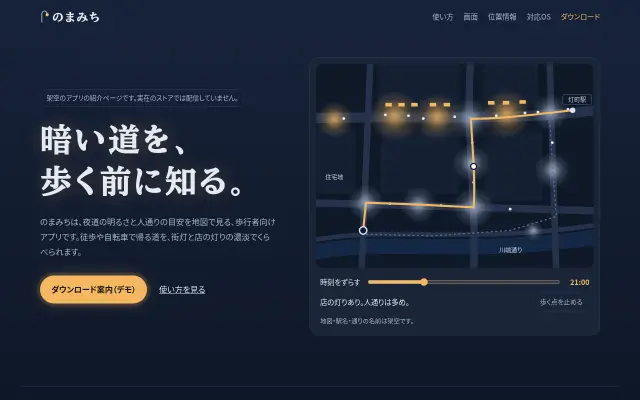 のまみち
使い方 画面 位置情報 対応OS ダウンロード
架空のアプリの紹介ページです。実在のストアでは配信していません。
暗い道を、
歩く前に知る。
のまみちは、夜道の明るさと人通りの目安を地図で見る、歩行者向け
アプリです。徒歩や自転車で帰る道を、街灯と店の灯りの濃淡でくら
べられます。
ダウンロード案内(デモ) 使い方を見る
灯町駅
住宅地
川端通り
時刻をずらす 21:00
店の灯りあり。人通りは多め。 歩く点を止める
地図・駅名・通りの名前は架空です。